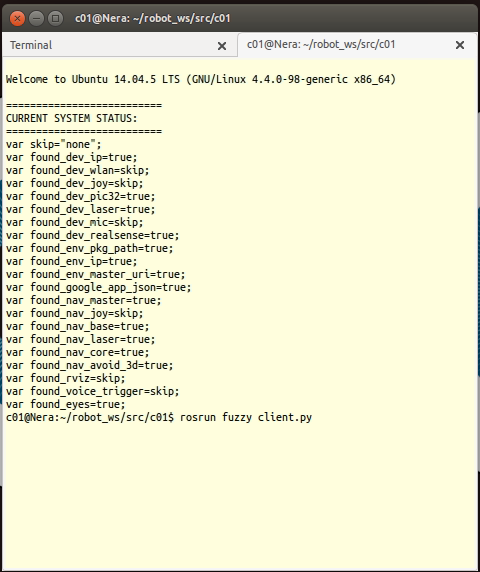 c01@Nera: ~/robot_ws/src/c01
Terminal
c01@Nera: ~/robot_ws/src/c01
Welcome to Ubuntu 14.04.5 LTS (GNU/Linux 4.4.0-98-generic x86_64)
==========================
CURRENT SYSTEM STATUS:
==========================
var skip="none";
var found_dev_ip=true;
var found_dev_wlan=skip;
var found_dev_joy=skip;
var found_dev_pic32=true;
var found_dev_laser=true;
var found_dev_mic=skip;
var found_dev_realsense=true;
var found_env_pkg_path=true;
var found_env_ip=true;
var found_env_master_uri=true;
var found_google_app_json=true;
var found_nav_master=true;
var found_nav_joy=skip;
var found_nav_base=true;
var found_nav_laser=true;
var found_nav_core=true;
var found_nav_avoid_3d=true;
var found_rviz=skip;
var found_voice_trigger=skip;
var found_eyes=true;
c01@Nera:~/robot_ws/src/c01$ rosrun fuzzy client.py